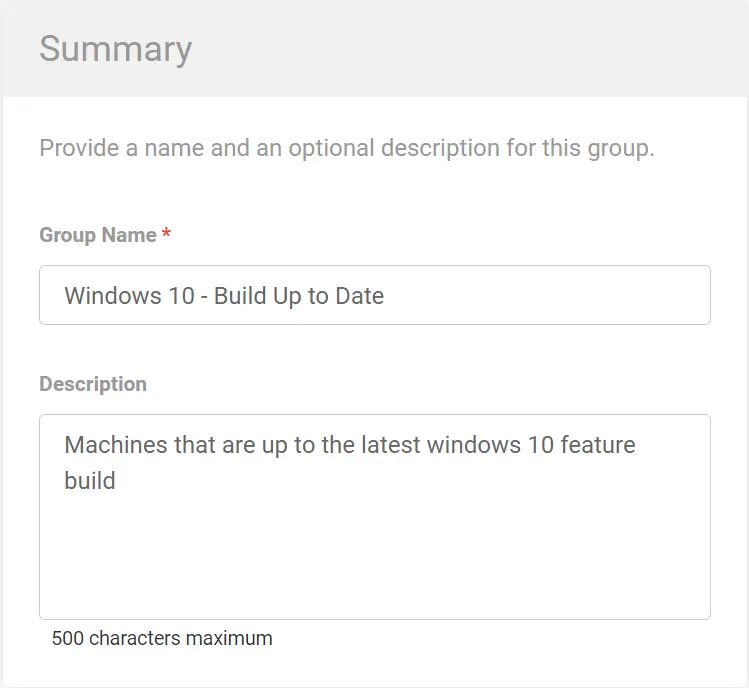 Summary
Provide a name and an optional description for this group.
Group Name *
Windows 10 - Build Up to Date
Description
Machines that are up to the latest windows 10 feature
build
500 characters maximum